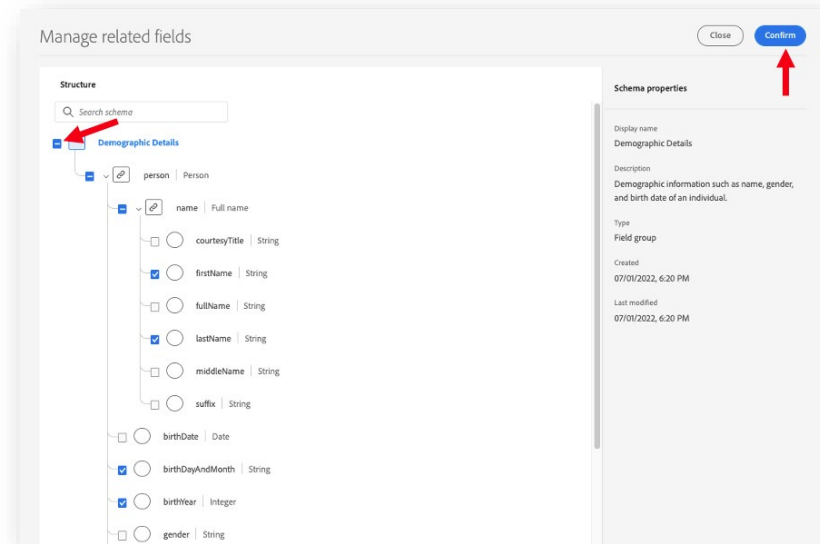 Manage related fields
Close
Confirm
Structure
Search schema
Demographic Details
person | Person
name | Full name
courtesyTitle | String
firstName | String
fullName | String
lastName | String
middleName | String
suffix | String
birthDate | Date
birthDayAndMonth | String
birthYear | Integer
gender | String
Schema properties
Display name
Demographic Details
Description
Demographic information such as name, gender,
and birth date of an individual.
Type
Field group
Created
07/01/2022, 6:20 PM
Last modified
07/01/2022, 6:20 PM